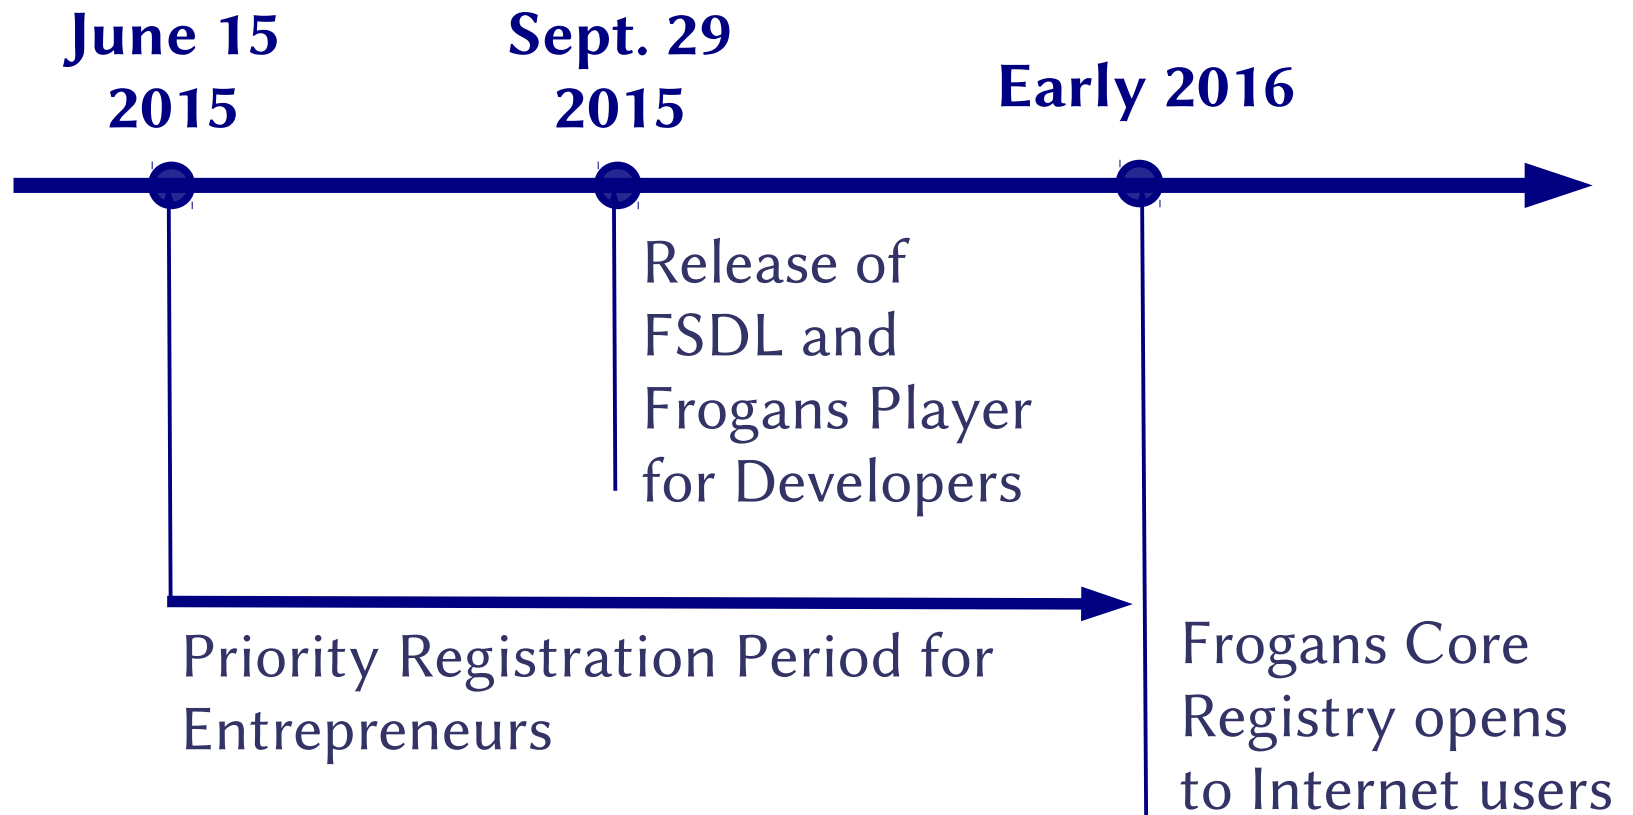 June 15
2015
Sept. 29
2015
Early 2016
Release of
FSDL and
Frogans Player
for Developers
Priority Registration Period for
Entrepreneurs
Frogans Core
Registry opens
to Internet users